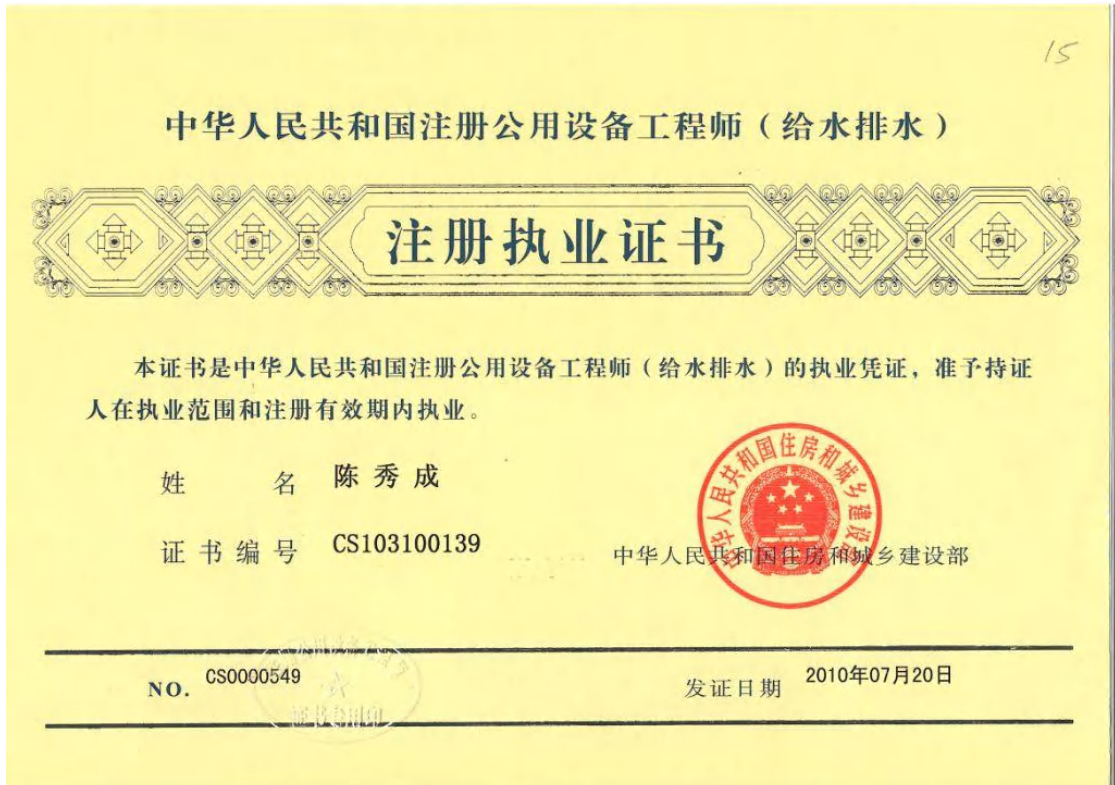 15
中华人民共和国注册公用设备工程师（给水排水）
注册执业证书
本证书是中华人民共和国注册公用设备工程师（给水排水）的执业凭证，准予持证
人在执业范围和注册有效期内执业。
姓 名 陈秀成
中华人民共和国住房和城乡建设部
证书编号 CS103100139 中华人民共和国住房和城乡建设部
NO. CS0000549 发证日期 2010年07月20日
证书专用印